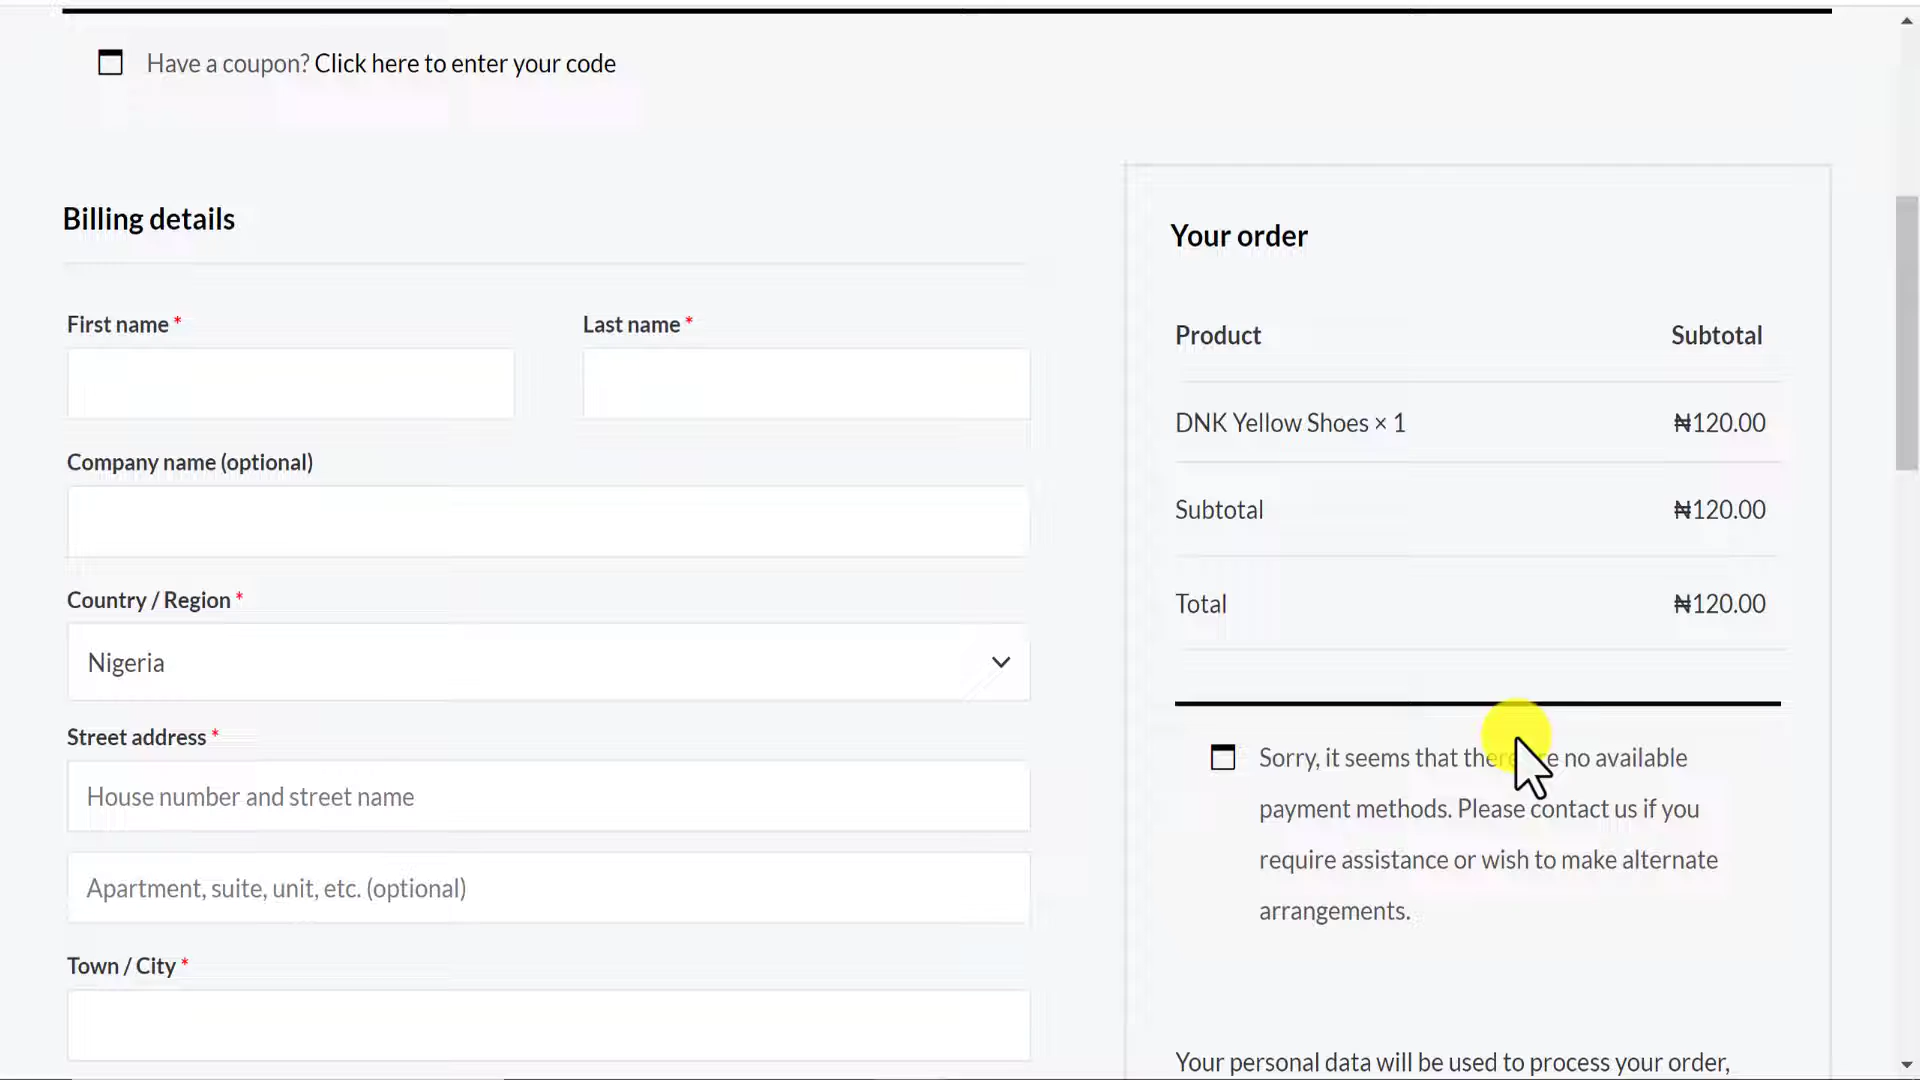 Have a coupon? Click here to enter your code
Billing details
First name *
Last name *
Company name (optional)
Country / Region *
Nigeria
Street address *
House number and street name
Apartment, suite, unit, etc. (optional)
Town / City *
Your order
Product Subtotal
DNK Yellow Shoes × 1 ₦120.00
Subtotal ₦120.00
Total ₦120.00
Sorry, it seems that there are no available
payment methods. Please contact us if you
require assistance or wish to make alternate
arrangements.
Your personal data will be used to process your order,